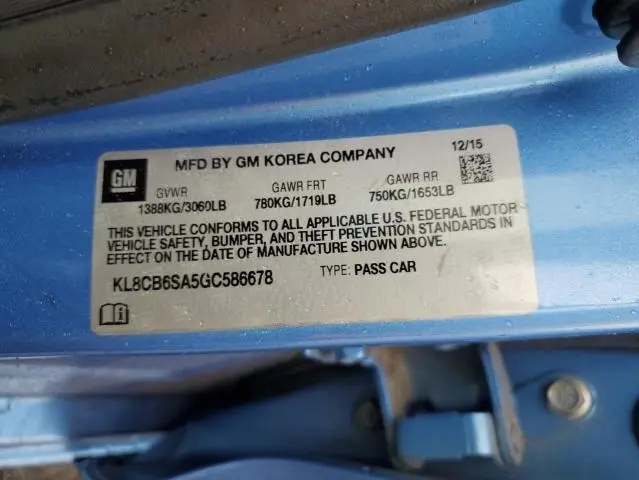 GM
MFD BY GM KOREA COMPANY
12/15
GVWR GAWR FRT GAWR RR
1388KG/3060LB 780KG/1719LB 750KG/1653LB
THIS VEHICLE CONFORMS TO ALL APPLICABLE U.S. FEDERAL MOTOR
VEHICLE SAFETY, BUMPER, AND THEFT PREVENTION STANDARDS IN
EFFECT ON THE DATE OF MANUFACTURE SHOWN ABOVE.
KL8CB6SA5GC586678 TYPE: PASS CAR